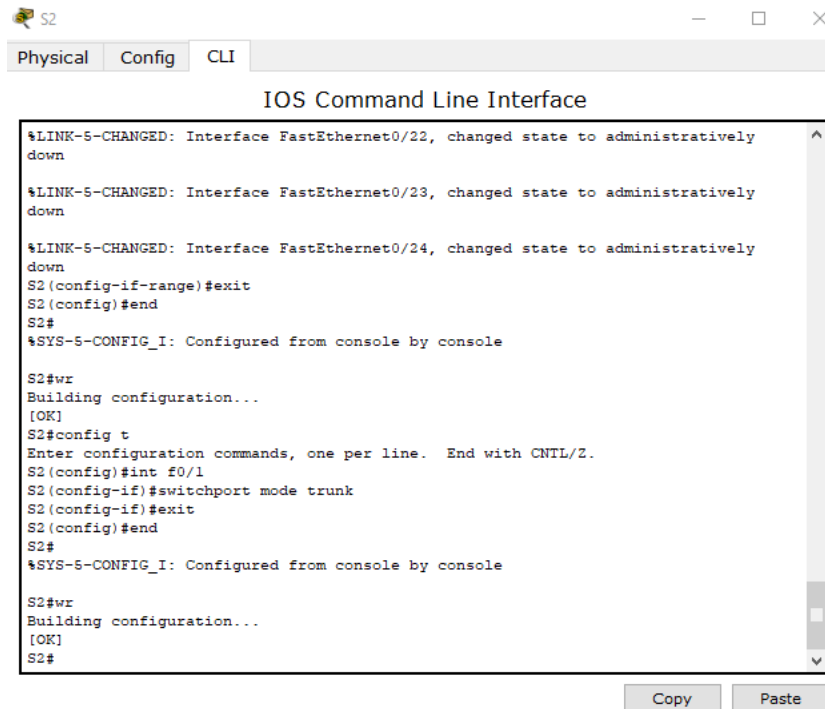 S2
Physical Config CLI
IOS Command Line Interface
%LINK-5-CHANGED: Interface FastEthernet0/22, changed state to administratively
down
%LINK-5-CHANGED: Interface FastEthernet0/23, changed state to administratively
down
%LINK-5-CHANGED: Interface FastEthernet0/24, changed state to administratively
down
S2(config-if-range)#exit
S2(config)#end
S2#
%SYS-5-CONFIG_I: Configured from console by console
S2#wr
Building configuration...
[OK]
S2#config t
Enter configuration commands, one per line.  End with CNTL/Z.
S2(config)#int f0/1
S2(config-if)#switchport mode trunk
S2(config-if)#exit
S2(config)#end
S2#
%SYS-5-CONFIG_I: Configured from console by console
S2#wr
Building configuration...
[OK]
S2#
Copy Paste